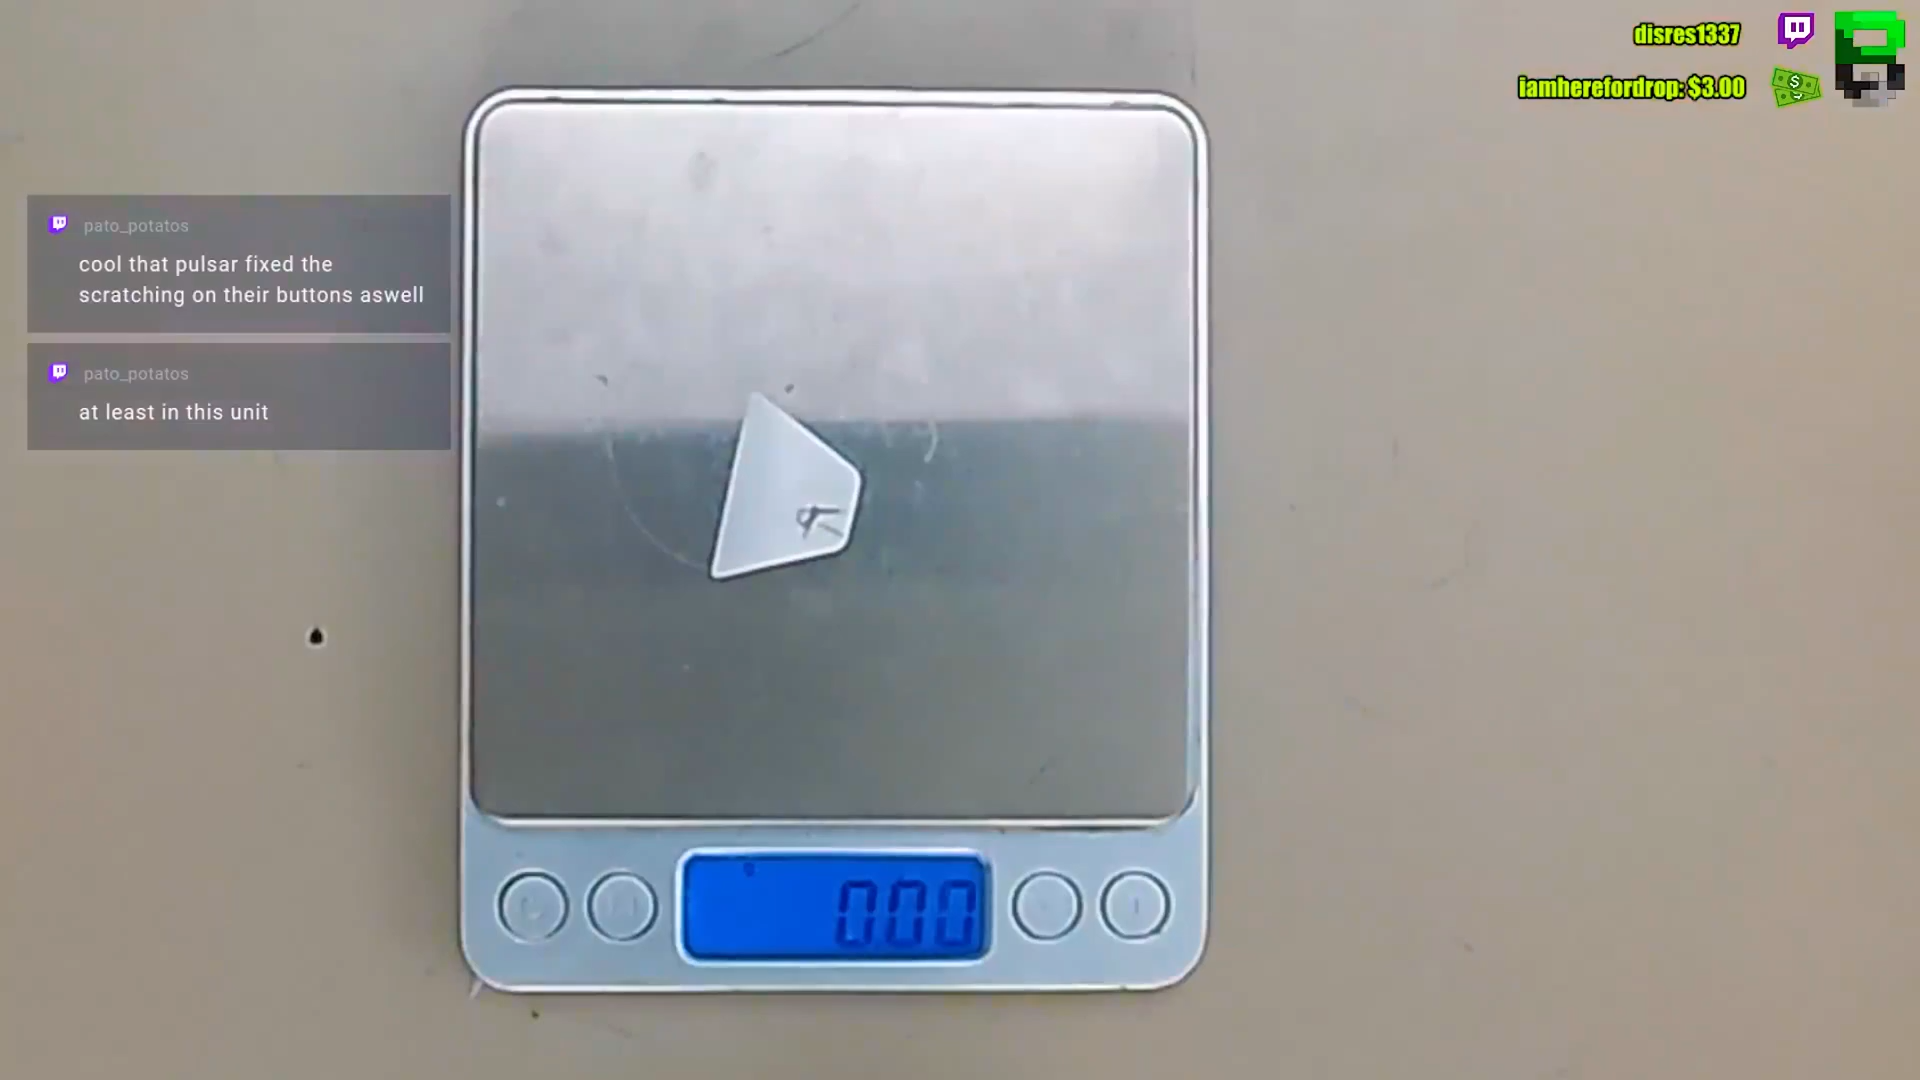 disres1337
iamherefordrop: $3.00
pato_potatos
cool that pulsar fixed the
scratching on their buttons aswell
pato_potatos
at least in this unit
000